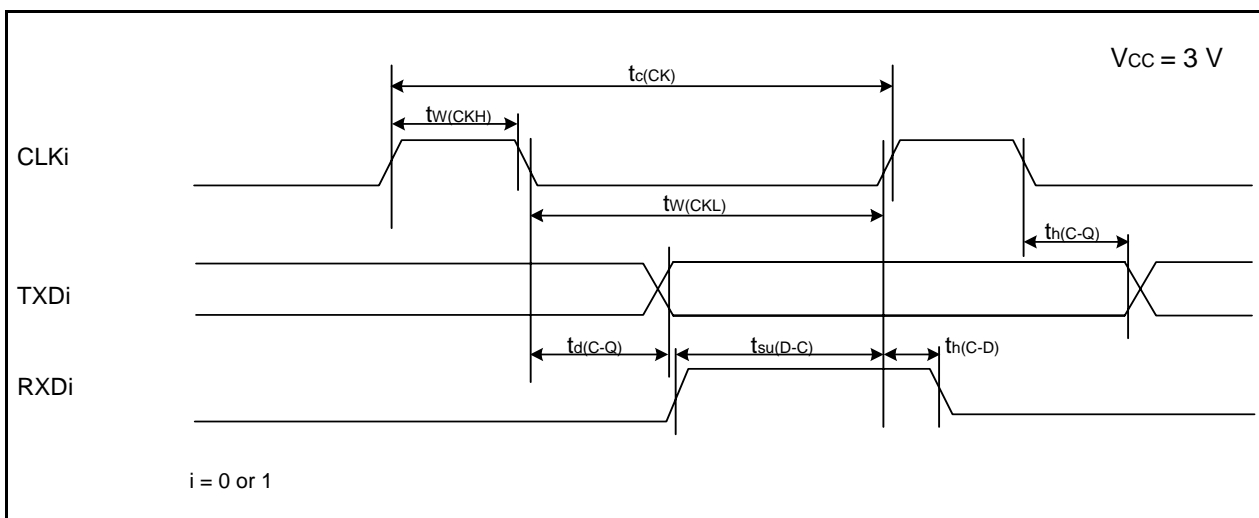 VCC = 3 V
tc(CK)
tW(CKH)
CLKi
tW(CKL)
th(C-Q)
TXDi
td(C-Q)
tsu(D-C)
th(C-D)
RXDi
i = 0 or 1